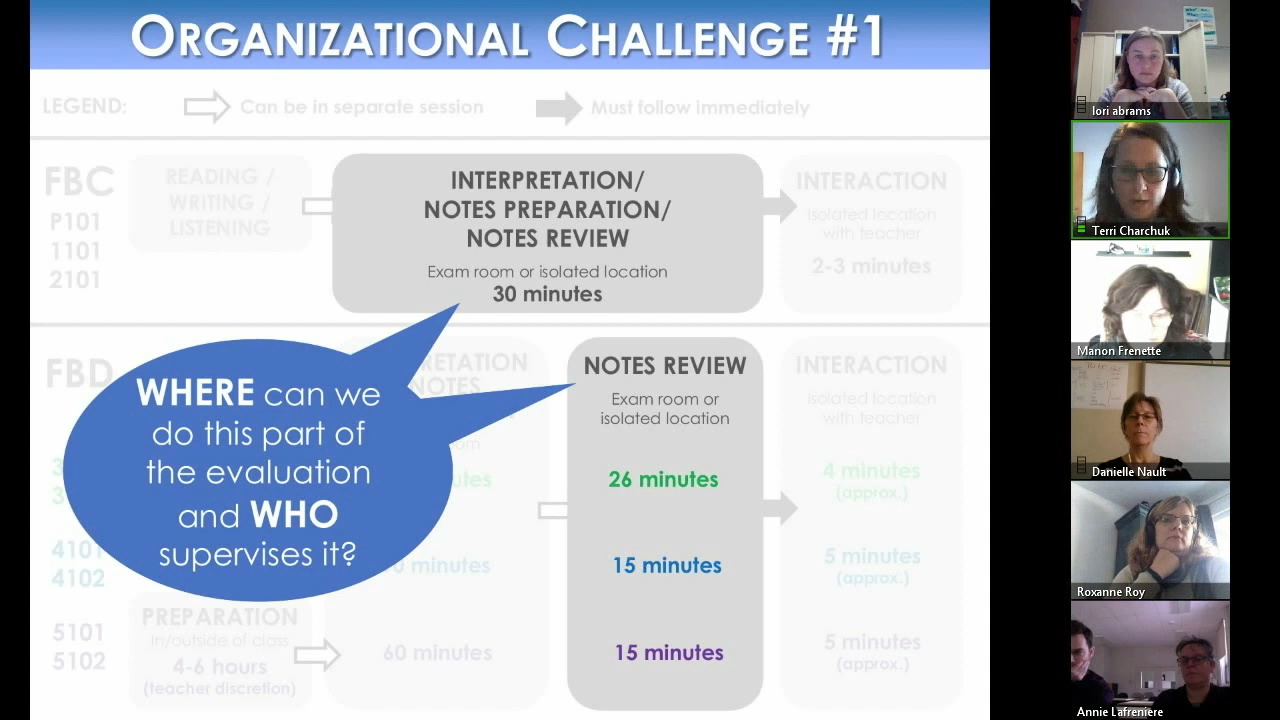 ORGANIZATIONAL CHALLENGE #1
LEGEND:
Can be in separate session
Must follow immediately
FBC
P101
1101
2101
READING /
WRITING /
LISTENING
INTERPRETATION/
NOTES PREPARATION/
NOTES REVIEW
Exam room or isolated location
30 minutes
INTERACTION
Isolated location
with teacher
2-3 minutes
FBD
4101
4102
5101
5102
PREPARATION
In/outside of class
4-6 hours
(teacher discretion)
NOTES
60 minutes
NOTES REVIEW
Exam room or
isolated location
26 minutes
15 minutes
15 minutes
INTERACTION
Isolated location
with teacher
4 minutes
(approx.)
5 minutes
(approx.)
5 minutes
(approx.)
WHERE can we
do this part of
the evaluation
and WHO
supervises it?
lori abrams
Terri Charchuk
Manon Frenette
Danielle Nault
Roxanne Roy
Annie Lafreniere